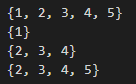 {1, 2, 3, 4, 5}
{1}
{2, 3, 4}
{2, 3, 4, 5}